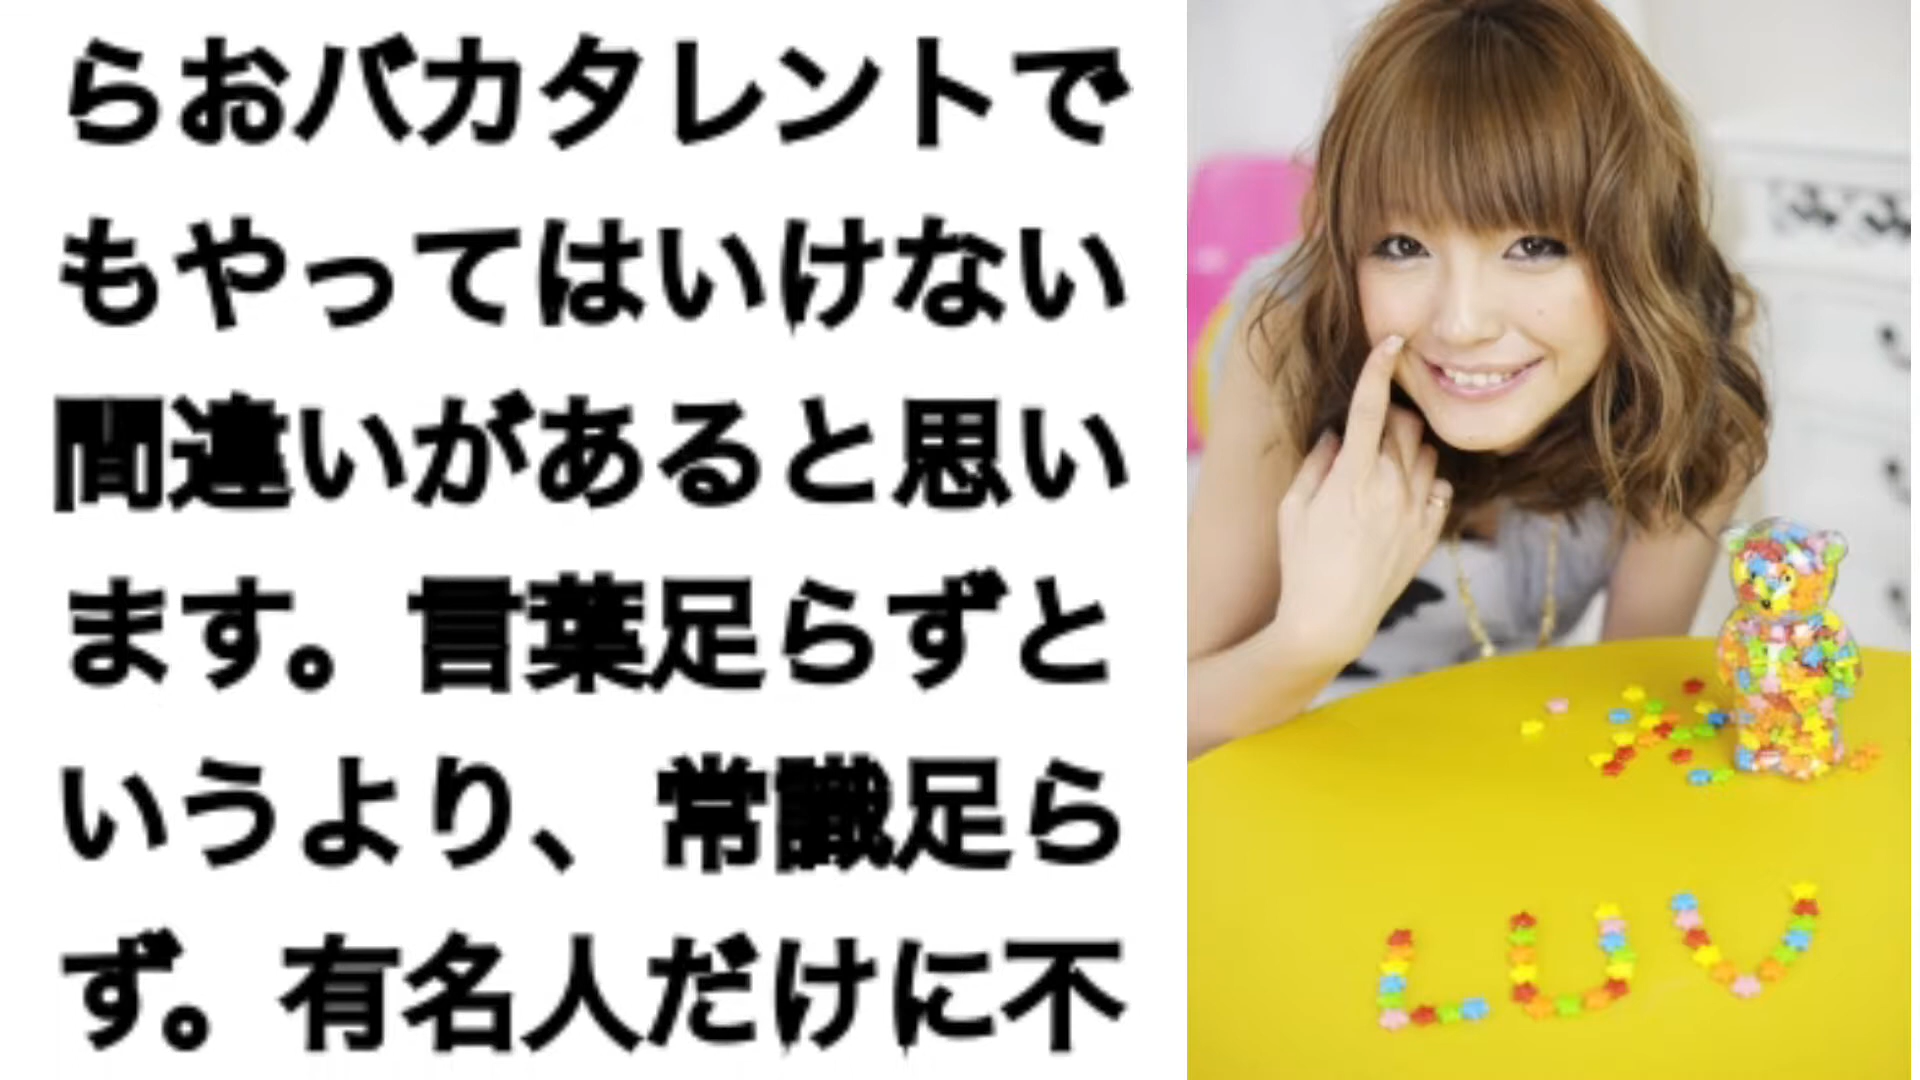 らおバカタレントで
もやってはいけない
間違いがあると思い
ます。言葉足らずと
いうより、常識足ら
ず。有名人だけに不
LUV